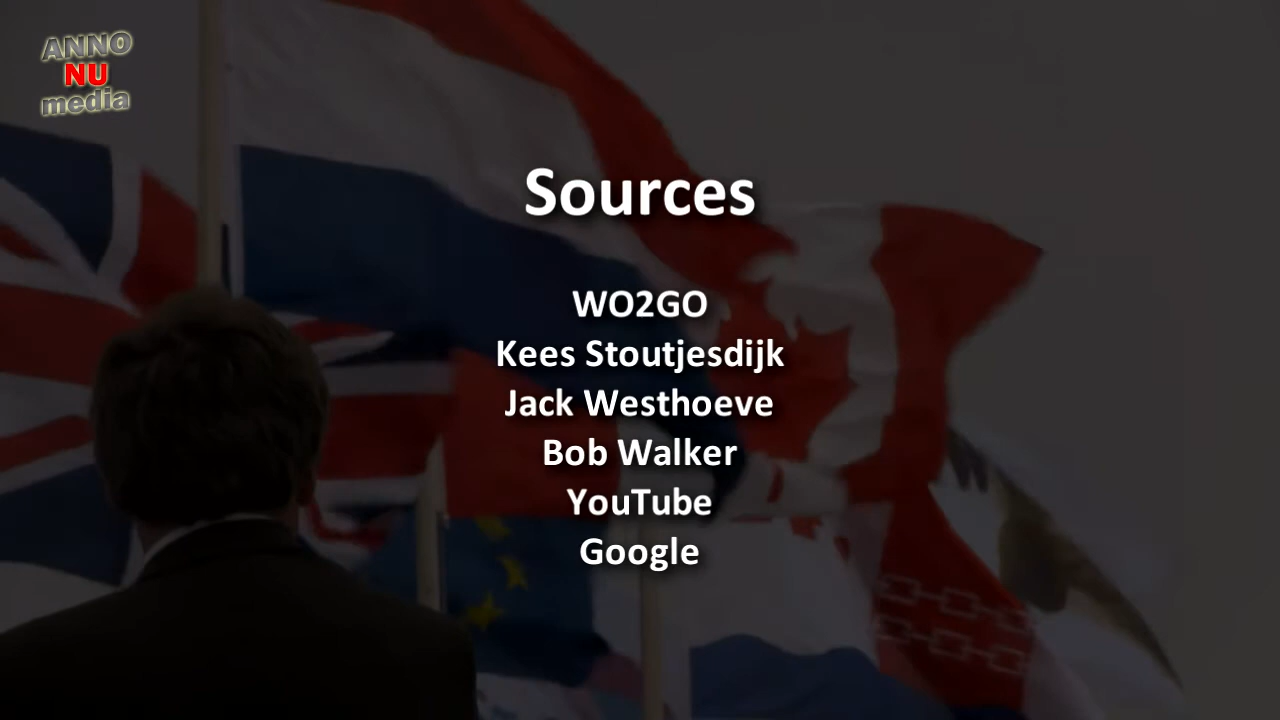 ANNO
NU
media
Sources
WO2GO
Kees Stoutjesdijk
Jack Westhoeve
Bob Walker
YouTube
Google